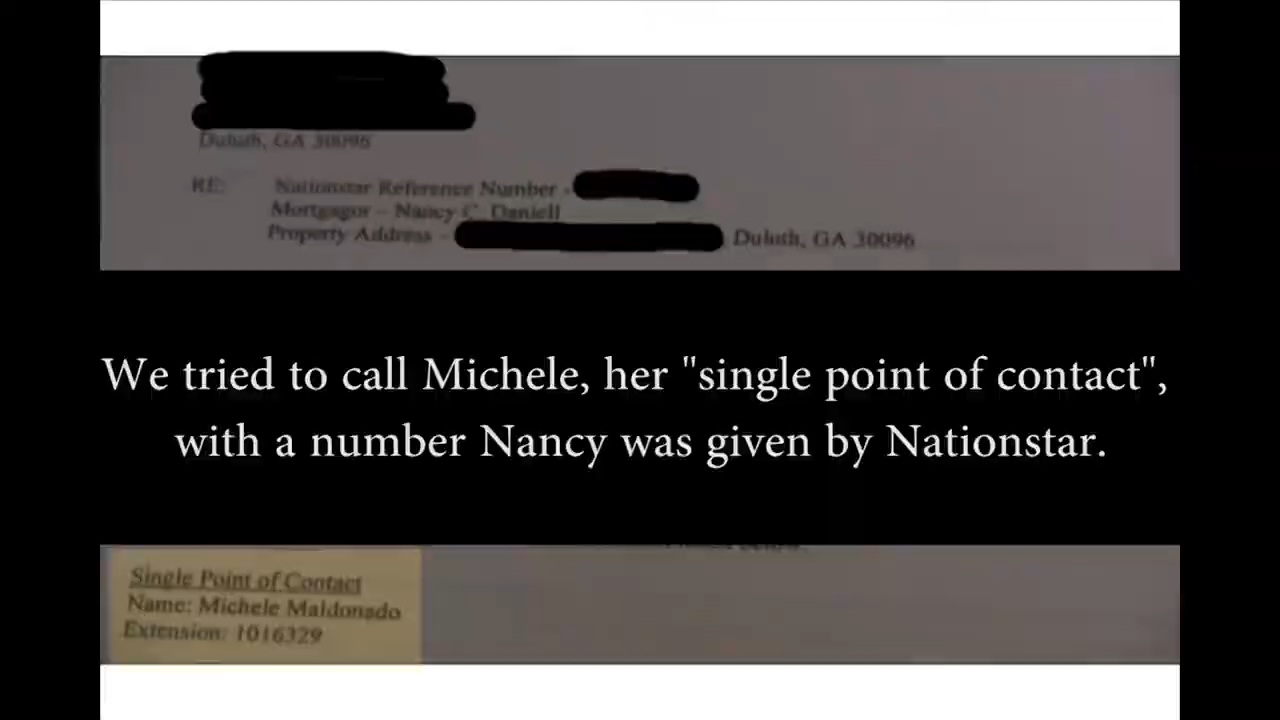 Duluth, GA 30096
RE: Nationstar Reference Number -
Mortgagor - Nancy C. Daniell
Property Address - Duluth, GA 30096
We tried to call Michele, her "single point of contact",
with a number Nancy was given by Nationstar.
below.
Single Point of Contact
Name: Michele Maldonado
Extension: 1016329